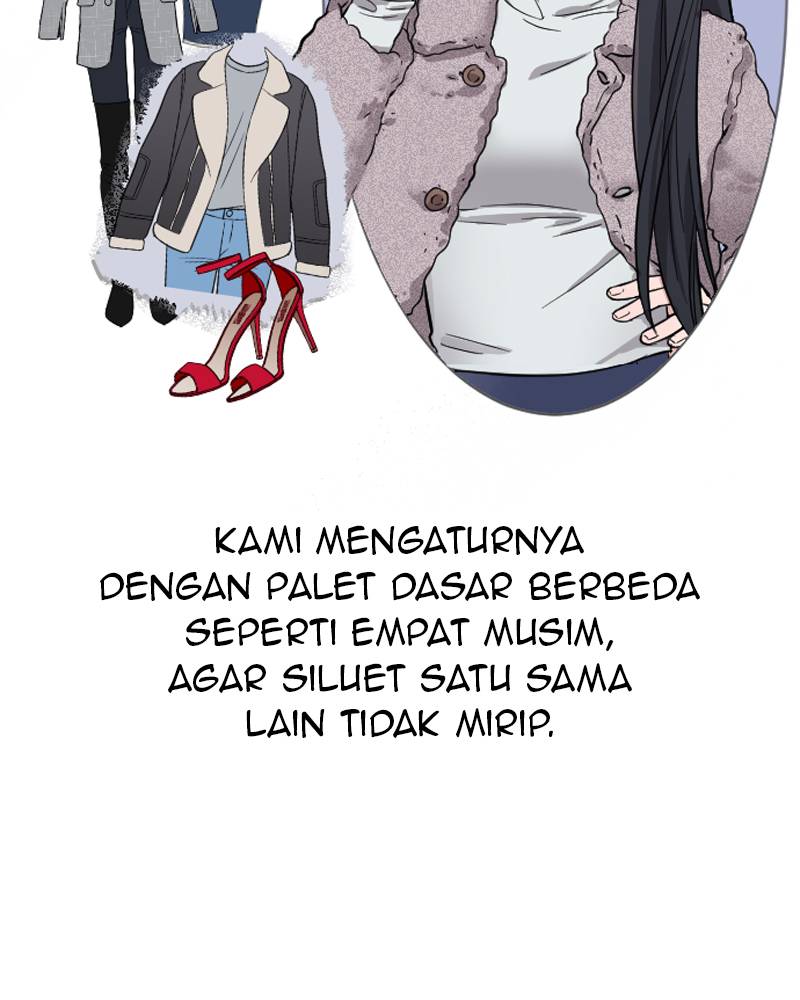 KAMI MENGATURNYA
DENGAN PALET DASAR BERBEDA
SEPERTI EMPAT MUSIM,
AGAR SILUET SATU SAMA
LAIN TIDAK MIRIP.